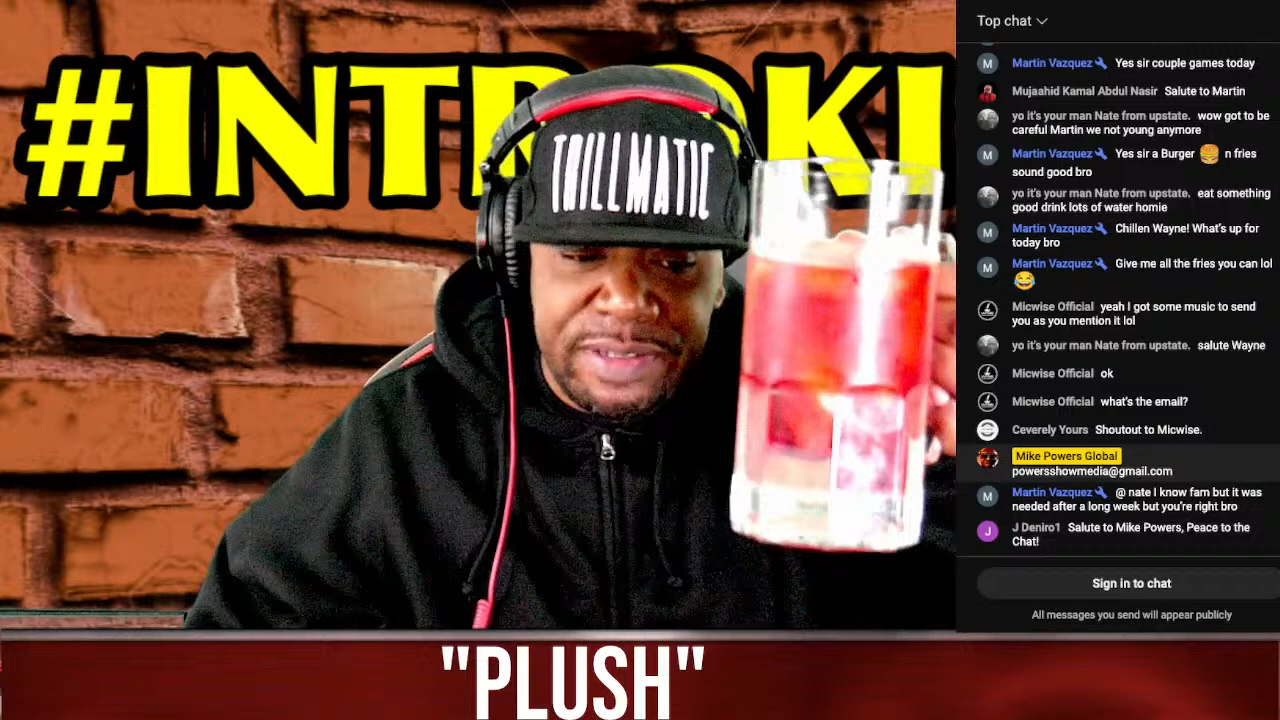 #INTROKI
TRILLMATIC
"PLUSH"
Top chat
M Martin Vazquez Yes sir couple games today
Mujaahid Kamal Abdul Nasir Salute to Martin
yo it's your man Nate from upstate. wow got to be
careful Martin we not young anymore
M Martin Vazquez Yes sir a Burger 🍔 n fries
sound good bro
yo it's your man Nate from upstate. eat something
good drink lots of water homie
M Martin Vazquez Chillen Wayne! What's up for
today bro
M Martin Vazquez Give me all the fries you can lol
😂
Micwise Official yeah I got some music to send
you as you mention it lol
yo it's your man Nate from upstate. salute Wayne
Micwise Official ok
Micwise Official what's the email?
Ceverely Yours Shoutout to Micwise.
Mike Powers Global
powersshowmedia@gmail.com
M Martin Vazquez @ nate I know fam but it was
needed after a long week but you're right bro
J J Deniro1 Salute to Mike Powers, Peace to the
Chat!
Sign in to chat
All messages you send will appear publicly